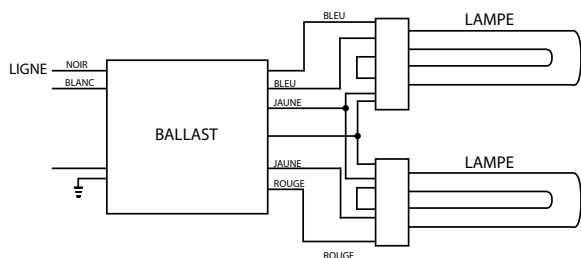 BLEU
LAMPE
LIGNE
NOIR
BLANC
BLEU
JAUNE
BALLAST
JAUNE
LAMPE
ROUGE
ROUGE